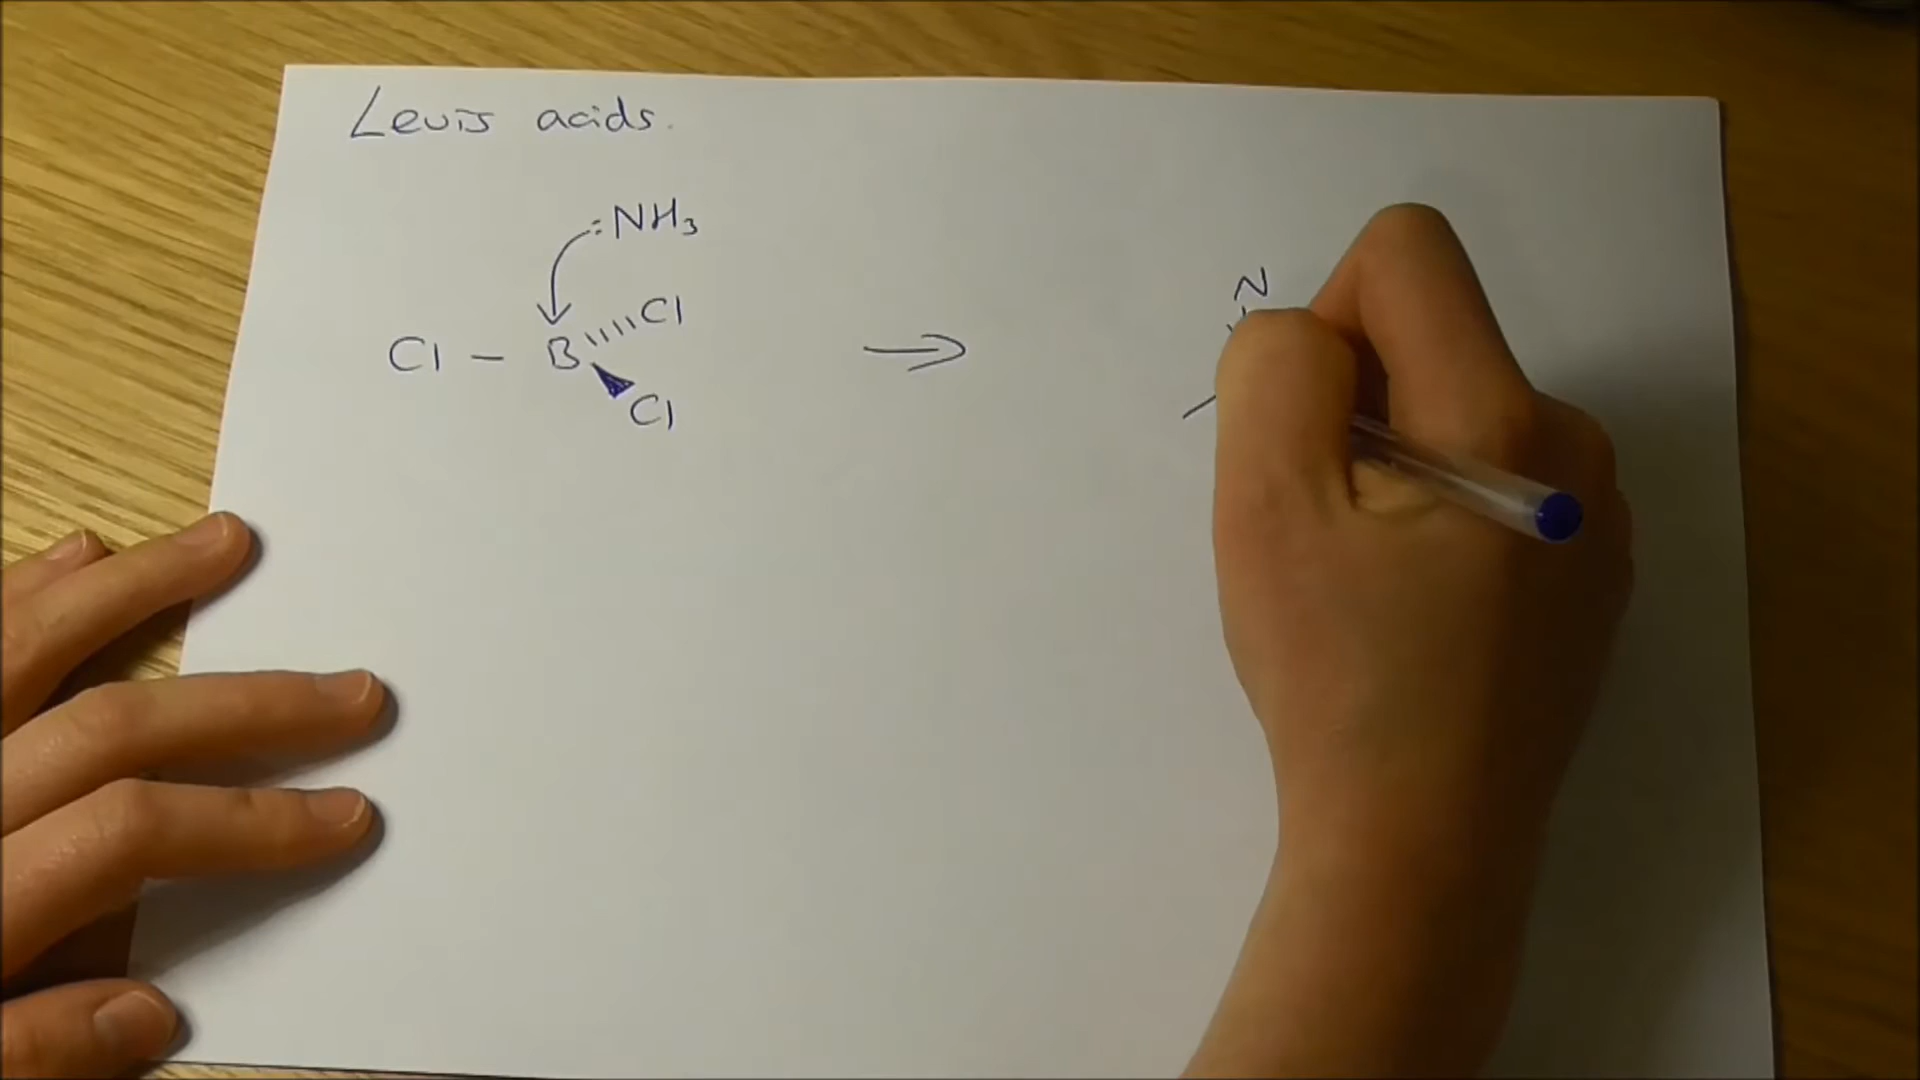 Lewis acids.
:NH₃
Cl
Cl - B
Cl
N